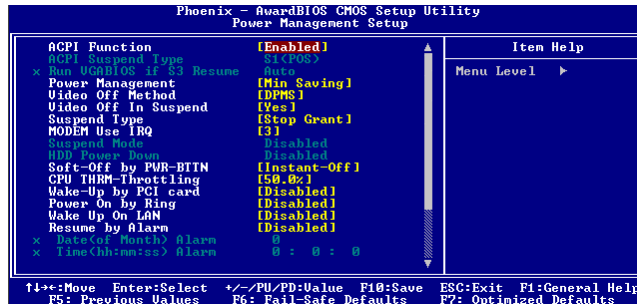 Phoenix - AwardBIOS CMOS Setup Utility
Power Management Setup
ACPI Function [Enabled]
ACPI Suspend Type S1(POS)
x Run VGABIOS if S3 Resume Auto
Power Management [Min Saving]
Video Off Method [DPMS]
Video Off In Suspend [Yes]
Suspend Type [Stop Grant]
MODEM Use IRQ [3]
Suspend Mode Disabled
HDD Power Down Disabled
Soft-Off by PWR-BTTN [Instant-Off]
CPU THRM-Throttling [50.0%]
Wake-Up by PCI card [Disabled]
Power On by Ring [Disabled]
Wake Up On LAN [Disabled]
Resume by Alarm [Disabled]
x Date(of Month) Alarm 0
x Time(hh:mm:ss) Alarm 0 : 0 : 0
Item Help
Menu Level ►
↑↓→←:Move Enter:Select +/-/PU/PD:Value F10:Save ESC:Exit F1:General Help
F5: Previous Values F6: Fail-Safe Defaults F7: Optimized Defaults